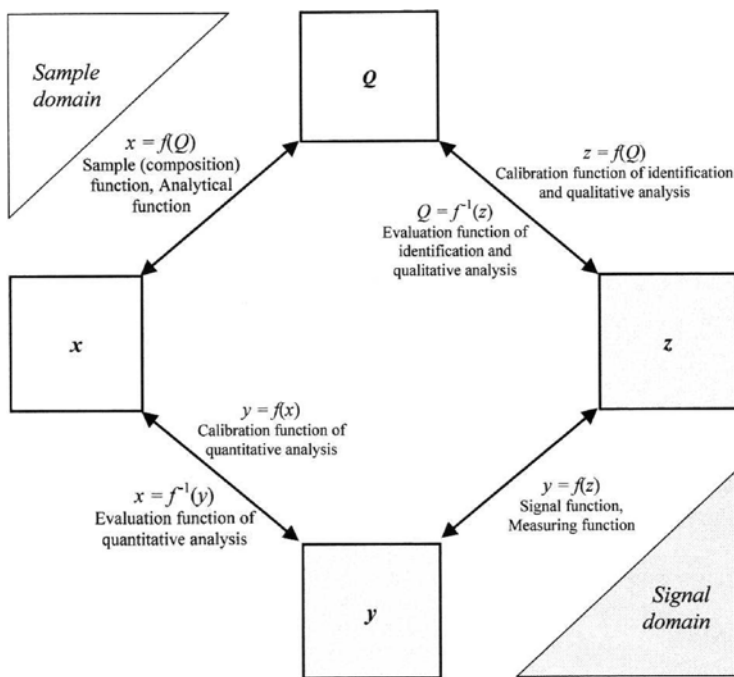 Sample
domain
Q
x = f(Q)
Sample (composition)
function, Analytical
function
z = f(Q)
Calibration function of identification
and qualitative analysis
Q = f⁻¹(z)
Evaluation function of
identification and
qualitative analysis
x
z
y = f(x)
Calibration function of
quantitative analysis
x = f⁻¹(y)
Evaluation function of
quantitative analysis
y = f(z)
Signal function,
Measuring function
y
Signal
domain